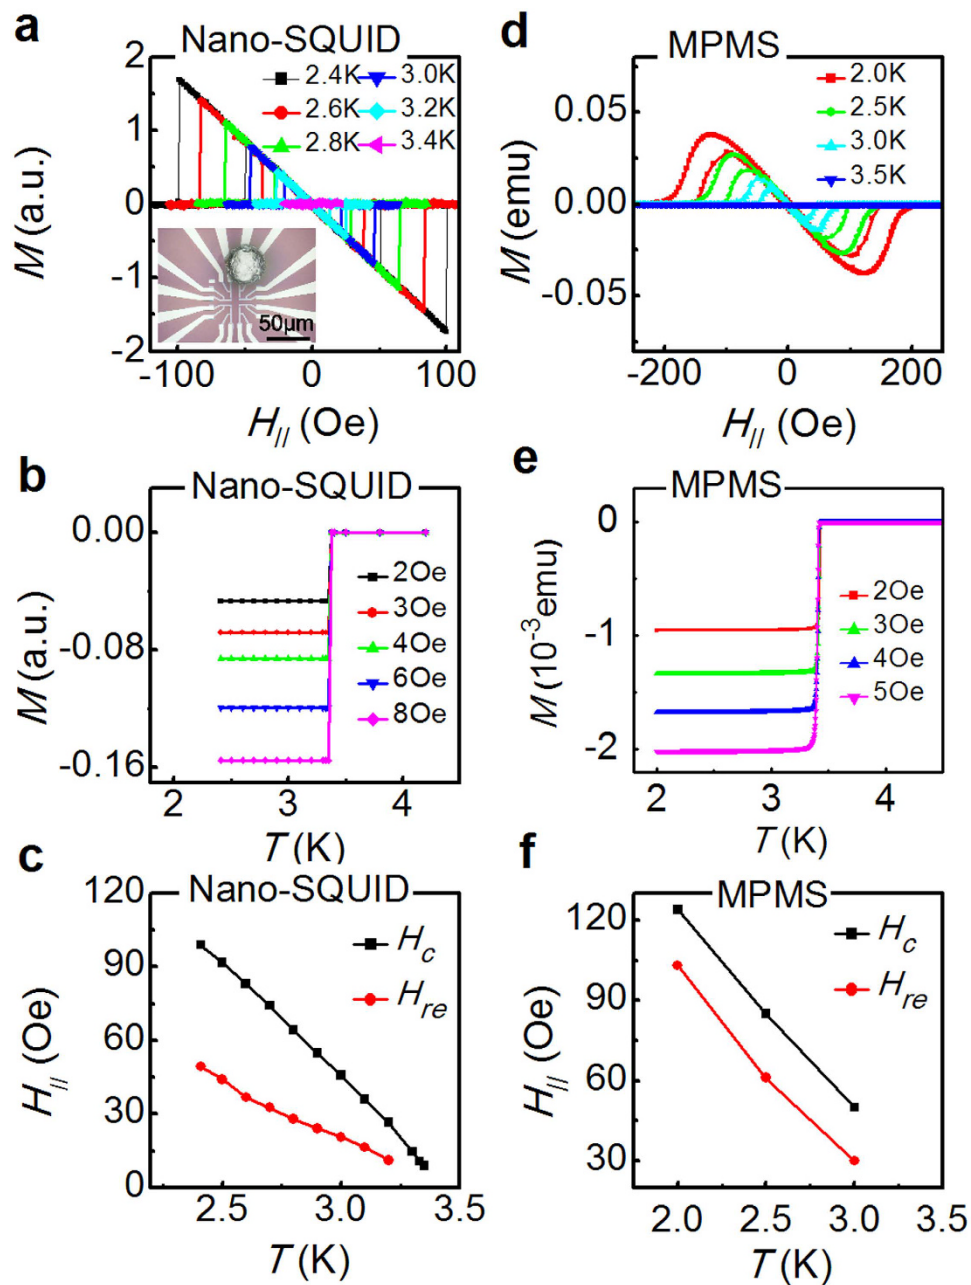 a
Nano-SQUID
2.4K 3.0K
2.6K 3.2K
2.8K 3.4K
2
1
0
-1
-2
M (a.u.)
50μm
-100 0 100
H// (Oe)
d
MPMS
2.0K
2.5K
3.0K
3.5K
0.05
0.00
-0.05
M (emu)
-200 0 200
H// (Oe)
b
Nano-SQUID
0.00
-0.08
-0.16
M (a.u.)
2Oe
3Oe
4Oe
6Oe
8Oe
2 3 4
T (K)
e
MPMS
0
-1
-2
M (10⁻³emu)
2Oe
3Oe
4Oe
5Oe
2 3 4
T (K)
c
Nano-SQUID
120
90
60
30
0
H// (Oe)
Hc
Hre
2.5 3.0 3.5
T (K)
f
MPMS
120
90
60
30
H// (Oe)
Hc
Hre
2.0 2.5 3.0 3.5
T (K)